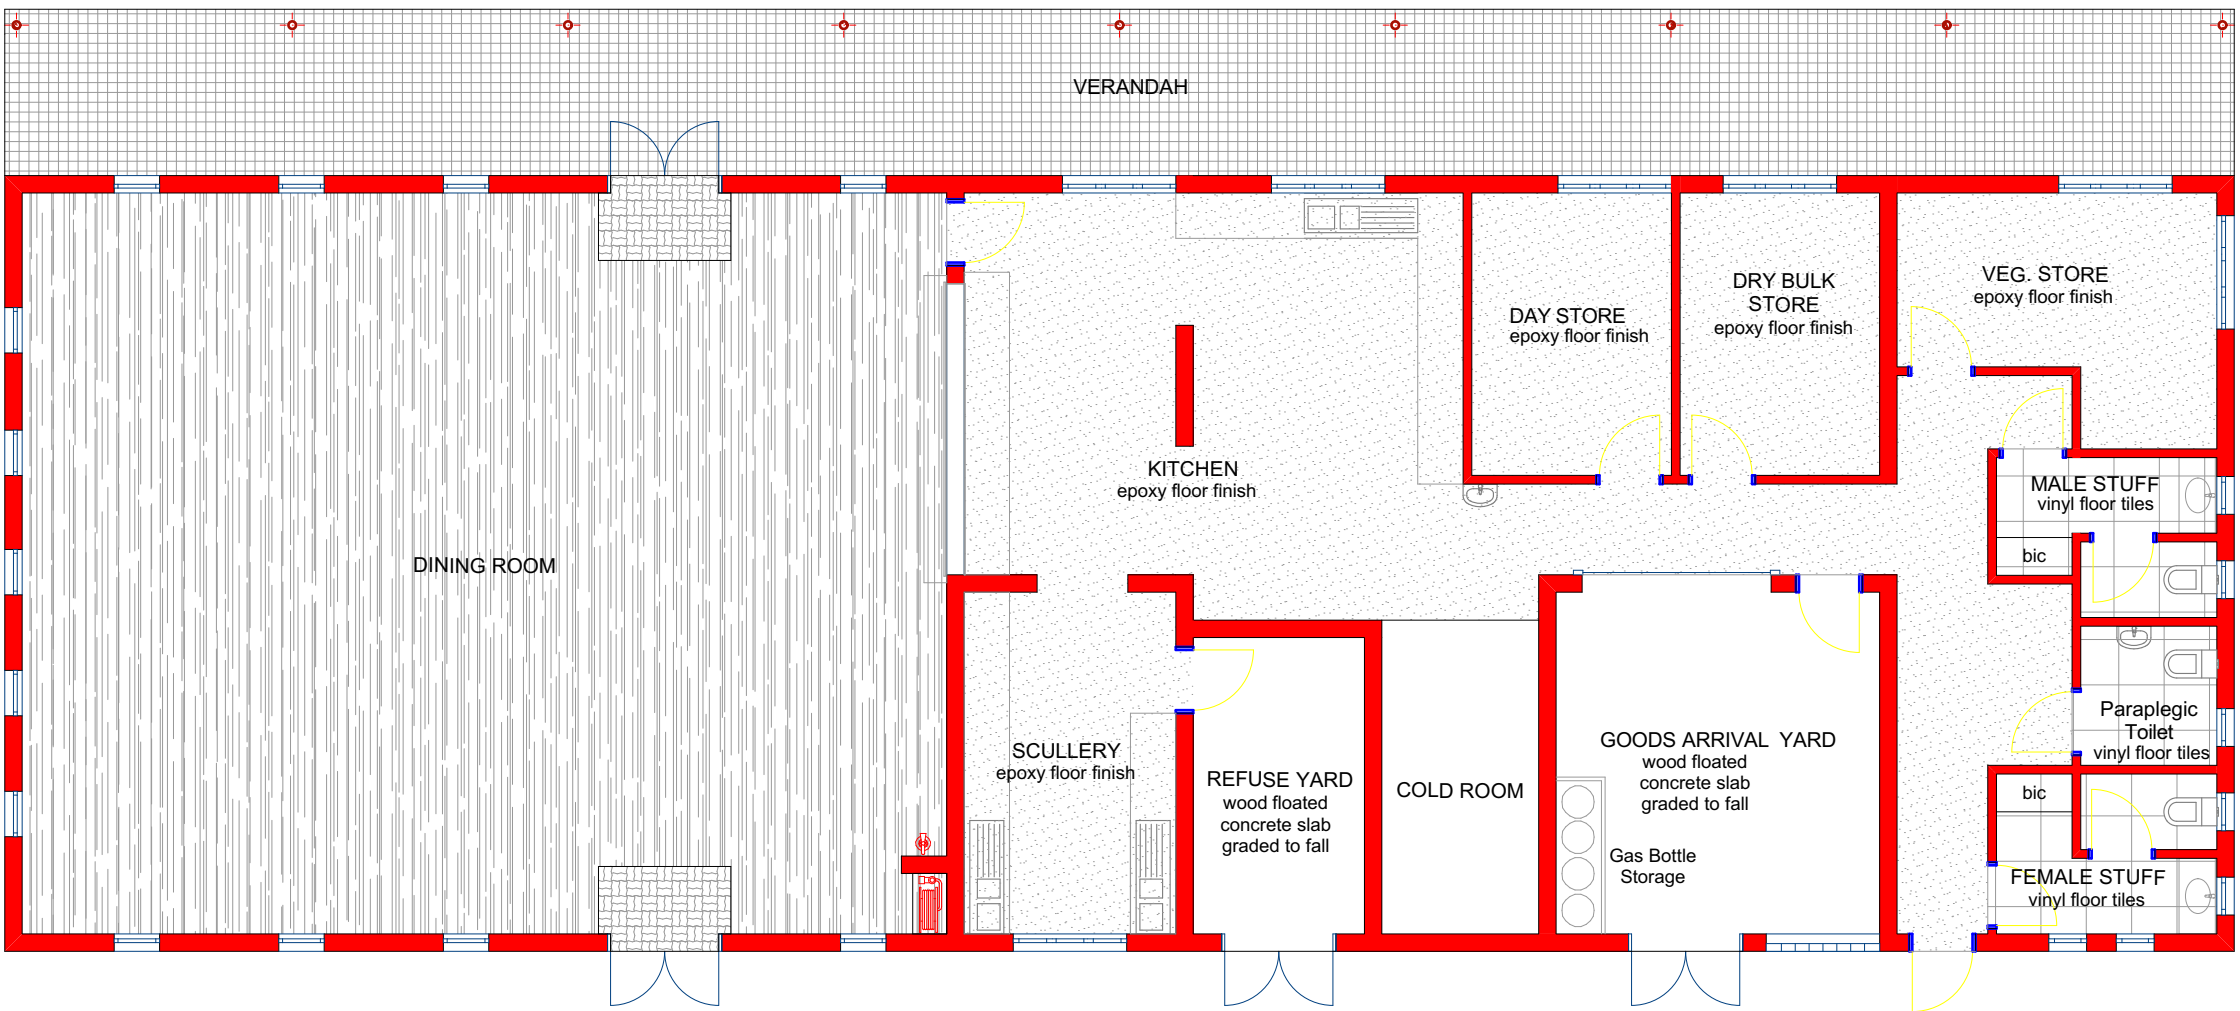 VERANDAH
DINING ROOM
KITCHEN
epoxy floor finish
DAY STORE
epoxy floor finish
DRY BULK
STORE
epoxy floor finish
VEG. STORE
epoxy floor finish
MALE STUFF
vinyl floor tiles
bic
Paraplegic
Toilet
vinyl floor tiles
bic
FEMALE STUFF
vinyl floor tiles
SCULLERY
epoxy floor finish
REFUSE YARD
wood floated
concrete slab
graded to fall
COLD ROOM
GOODS ARRIVAL YARD
wood floated
concrete slab
graded to fall
Gas Bottle
Storage